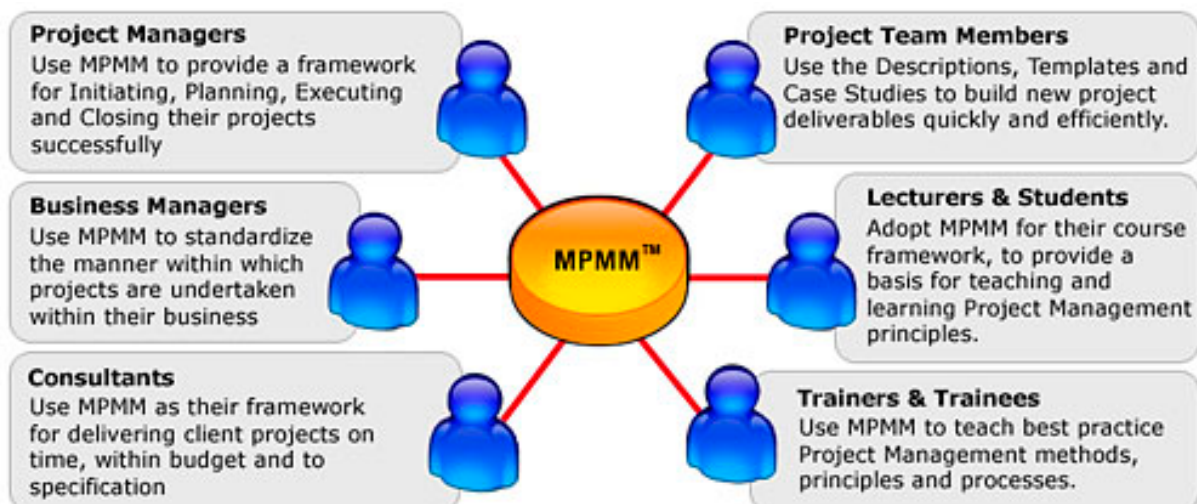 Project Managers
Use MPMM to provide a framework
for Initiating, Planning, Executing
and Closing their projects
successfully
Project Team Members
Use the Descriptions, Templates and
Case Studies to build new project
deliverables quickly and efficiently.
Business Managers
Use MPMM to standardize
the manner within which
projects are undertaken
within their business
MPMM™
Lecturers & Students
Adopt MPMM for their course
framework, to provide a
basis for teaching and
learning Project Management
principles.
Consultants
Use MPMM as their framework
for delivering client projects on
time, within budget and to
specification
Trainers & Trainees
Use MPMM to teach best practice
Project Management methods,
principles and processes.